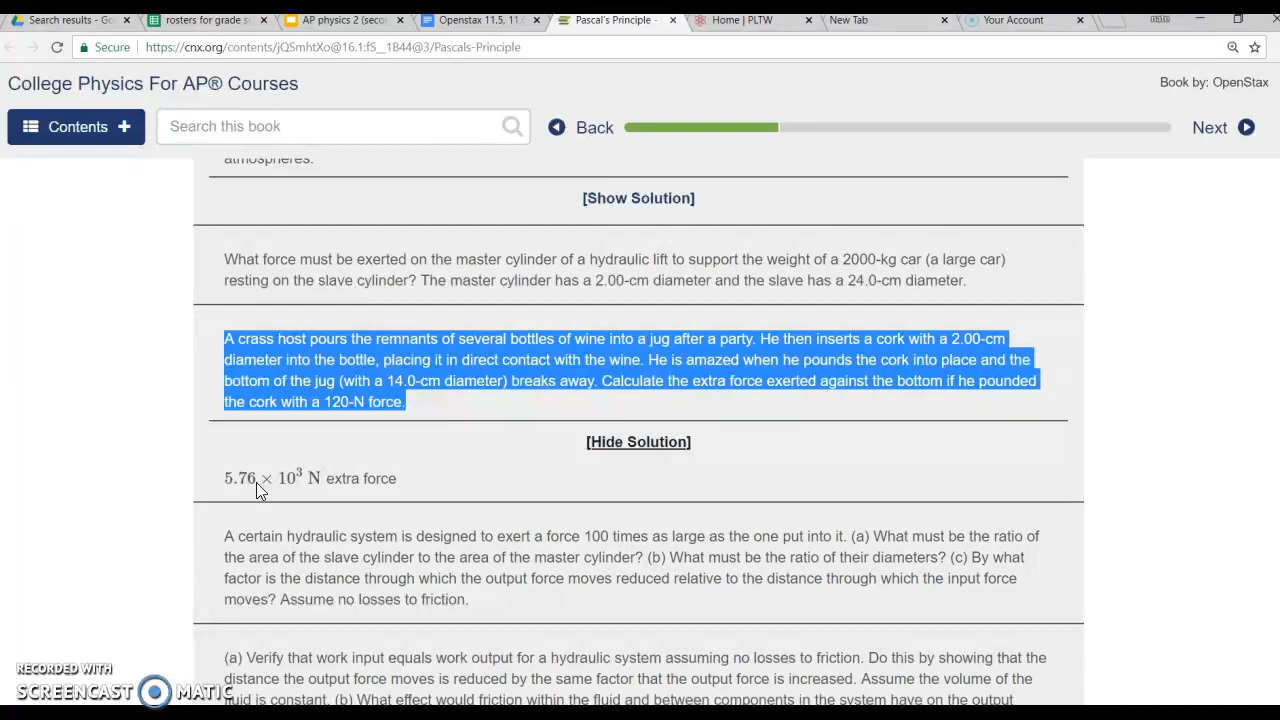 Search results - Go
rosters for grade s
AP physics 2 (seco
Openstax 11.5, 11.
Pascal's Principle -
Home | PLTW
New Tab
Your Account
Secure
https://cnx.org/contents/jQSmhtXo@16.1:fS__1B44@3/Pascals-Principle
College Physics For AP® Courses
Book by: OpenStax
Contents +
Search this book
Back
Next
atmospheres.
[Show Solution]
What force must be exerted on the master cylinder of a hydraulic lift to support the weight of a 2000-kg car (a large car)
resting on the slave cylinder? The master cylinder has a 2.00-cm diameter and the slave has a 24.0-cm diameter.
A crass host pours the remnants of several bottles of wine into a jug after a party. He then inserts a cork with a 2.00-cm
diameter into the bottle, placing it in direct contact with the wine. He is amazed when he pounds the cork into place and the
bottom of the jug (with a 14.0-cm diameter) breaks away. Calculate the extra force exerted against the bottom if he pounded
the cork with a 120-N force.
[Hide Solution]
5.76 × 10³ N extra force
A certain hydraulic system is designed to exert a force 100 times as large as the one put into it. (a) What must be the ratio of
the area of the slave cylinder to the area of the master cylinder? (b) What must be the ratio of their diameters? (c) By what
factor is the distance through which the output force moves reduced relative to the distance through which the input force
moves? Assume no losses to friction.
(a) Verify that work input equals work output for a hydraulic system assuming no losses to friction. Do this by showing that the
distance the output force moves is reduced by the same factor that the output force is increased. Assume the volume of the
fluid is constant. (b) What effect would friction within the fluid and between components in the system have on the output
RECORDED WITH
SCREENCAST MATIC